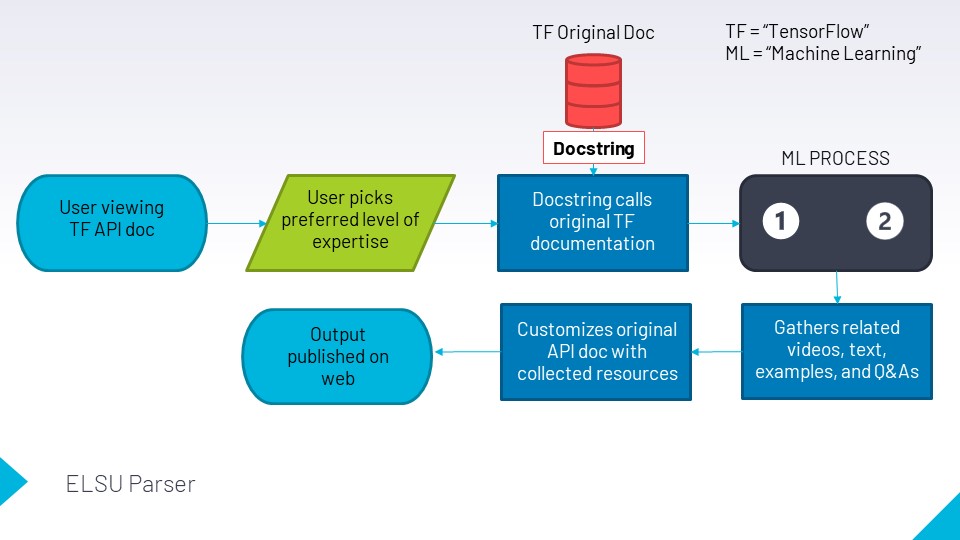 TF Original Doc
TF = “TensorFlow”
ML = “Machine Learning”
Docstring
ML PROCESS
User viewing
TF API doc
User picks
preferred level of
expertise
Docstring calls
original TF
documentation
1
2
Output
published on
web
Customizes original
API doc with
collected resources
Gathers related
videos, text,
examples, and Q&As
ELSU Parser